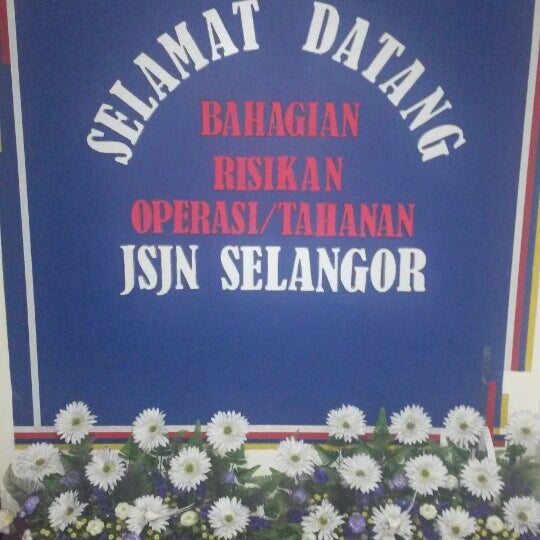 SELAMAT DATANG
BAHAGIAN
RISIKAN
OPERASI/TAHANAN
JSJN SELANGOR